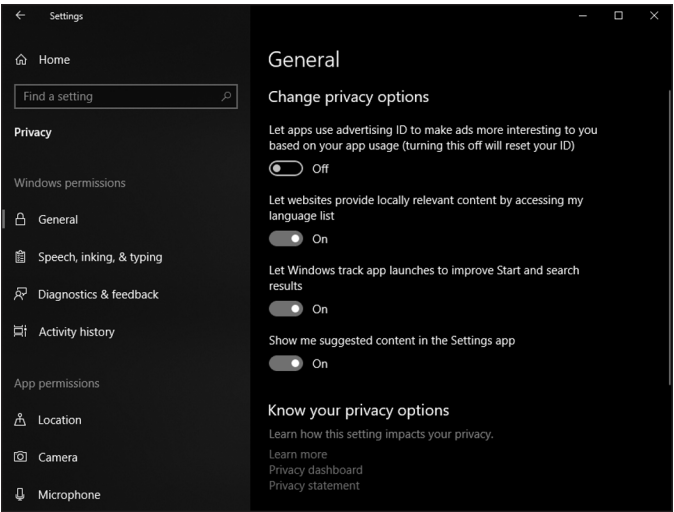 Settings
Home
Find a setting
Privacy
Windows permissions
General
Speech, inking, & typing
Diagnostics & feedback
Activity history
App permissions
Location
Camera
Microphone
General
Change privacy options
Let apps use advertising ID to make ads more interesting to you
based on your app usage (turning this off will reset your ID)
Off
Let websites provide locally relevant content by accessing my
language list
On
Let Windows track app launches to improve Start and search
results
On
Show me suggested content in the Settings app
On
Know your privacy options
Learn how this setting impacts your privacy.
Learn more
Privacy dashboard
Privacy statement